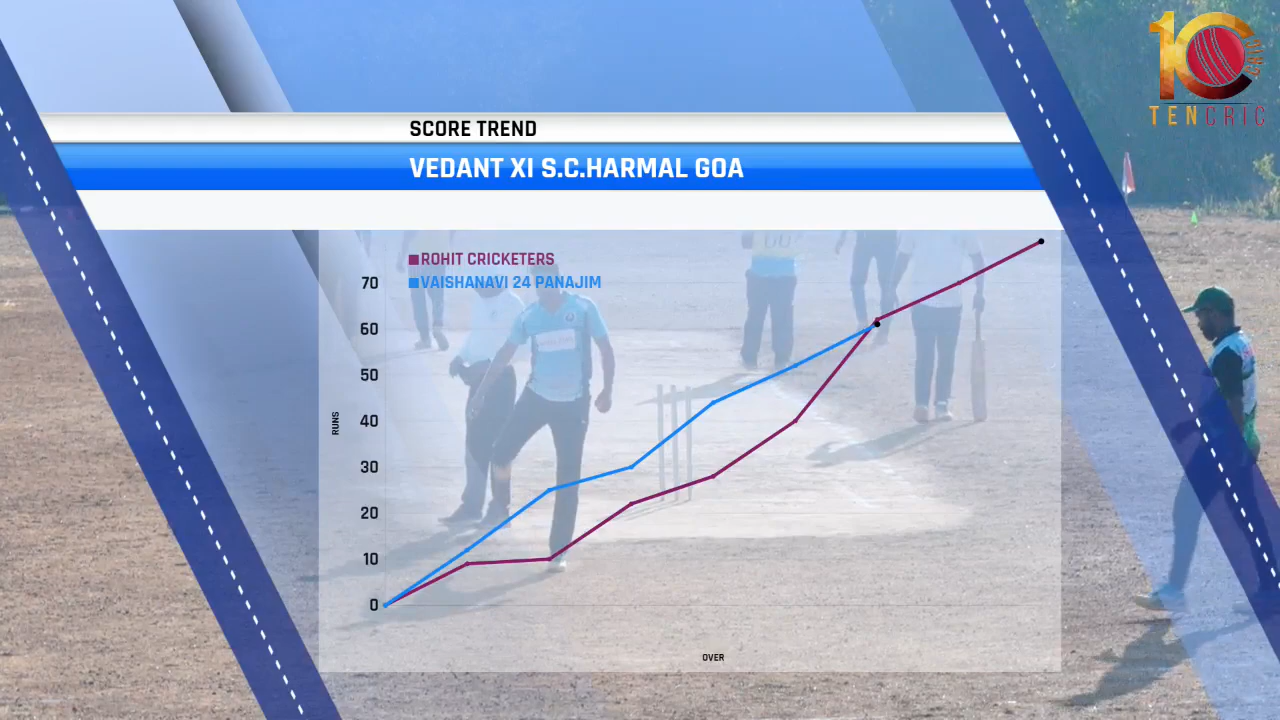 SCORE TREND
VEDANT XI S.C.HARMAL GOA
TENCRIC
ROHIT CRICKETERS
VAISHANAVI 24 PANAJIM
70
60
50
40
30
20
10
0
RUNS
OVER